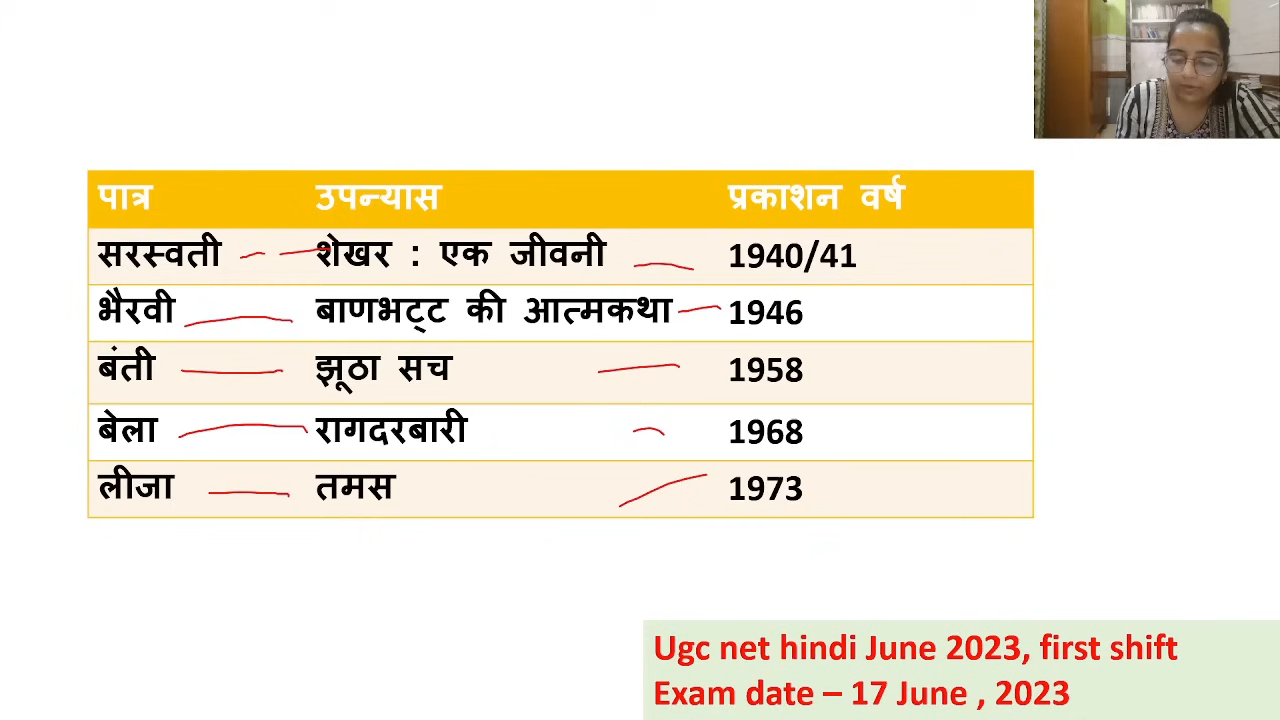 पात्र उपन्यास प्रकाशन वर्ष
सरस्वती शेखर : एक जीवनी 1940/41
भैरवी बाणभट्ट की आत्मकथा 1946
बंती झूठा सच 1958
बेला रागदरबारी 1968
लीजा तमस 1973
Ugc net hindi June 2023, first shift
Exam date – 17 June , 2023